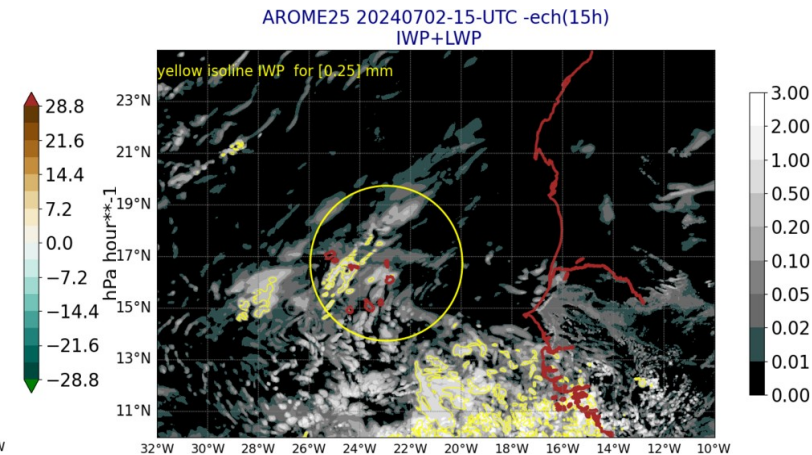 AROME25 20240702-15-UTC -ech(15h)
IWP+LWP
yellow isoline IWP for [0.25] mm
28.8
21.6
14.4
7.2
0.0
−7.2
−14.4
−21.6
−28.8
hPa hour**-1
23°N
21°N
19°N
17°N
15°N
13°N
11°N
32°W 30°W 28°W 26°W 24°W 22°W 20°W 18°W 16°W 14°W 12°W 10°W
3.00
2.00
1.00
0.50
0.20
0.10
0.05
0.02
0.01
0.00